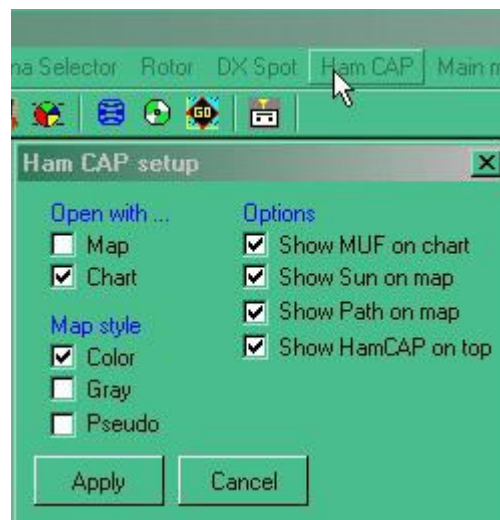 Selector Rotor DX Spot Ham CAP Main
GO
Ham CAP setup
Open with ...
Map
Chart
Map style
Color
Gray
Pseudo
Options
Show MUF on chart
Show Sun on map
Show Path on map
Show HamCAP on top
Apply Cancel